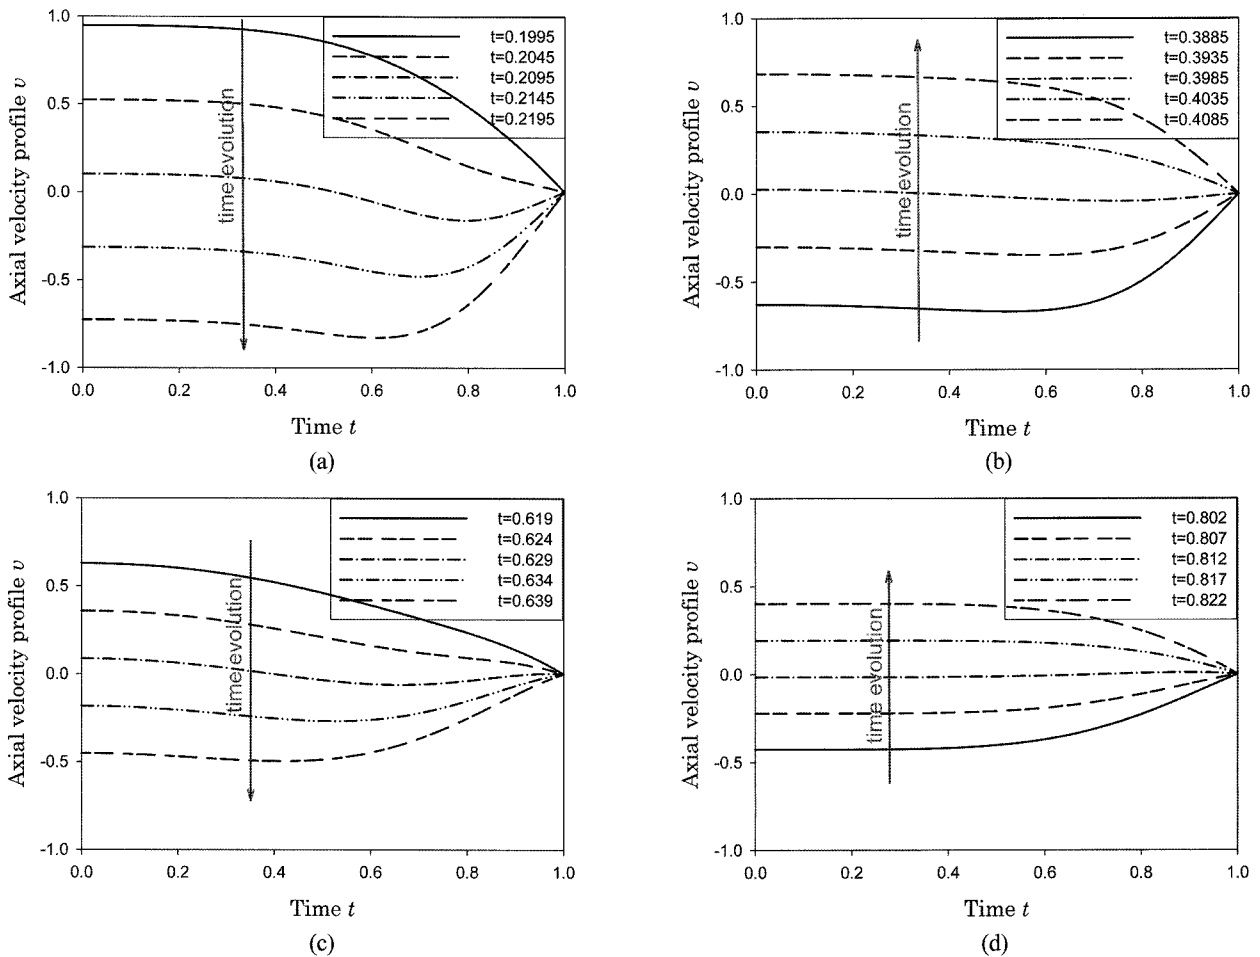 1.0
0.5
0.0
-0.5
-1.0
Axial velocity profile v
time evolution
t=0.1995
t=0.2045
t=0.2095
t=0.2145
t=0.2195
0.0 0.2 0.4 0.6 0.8 1.0
Time t
(a)
1.0
0.5
0.0
-0.5
-1.0
Axial velocity profile v
time evolution
t=0.3885
t=0.3935
t=0.3985
t=0.4035
t=0.4085
0.0 0.2 0.4 0.6 0.8 1.0
Time t
(b)
1.0
0.5
0.0
-0.5
-1.0
Axial velocity profile v
time evolution
t=0.619
t=0.624
t=0.629
t=0.634
t=0.639
0.0 0.2 0.4 0.6 0.8 1.0
Time t
(c)
1.0
0.5
0.0
-0.5
-1.0
Axial velocity profile v
time evolution
t=0.802
t=0.807
t=0.812
t=0.817
t=0.822
0.0 0.2 0.4 0.6 0.8 1.0
Time t
(d)